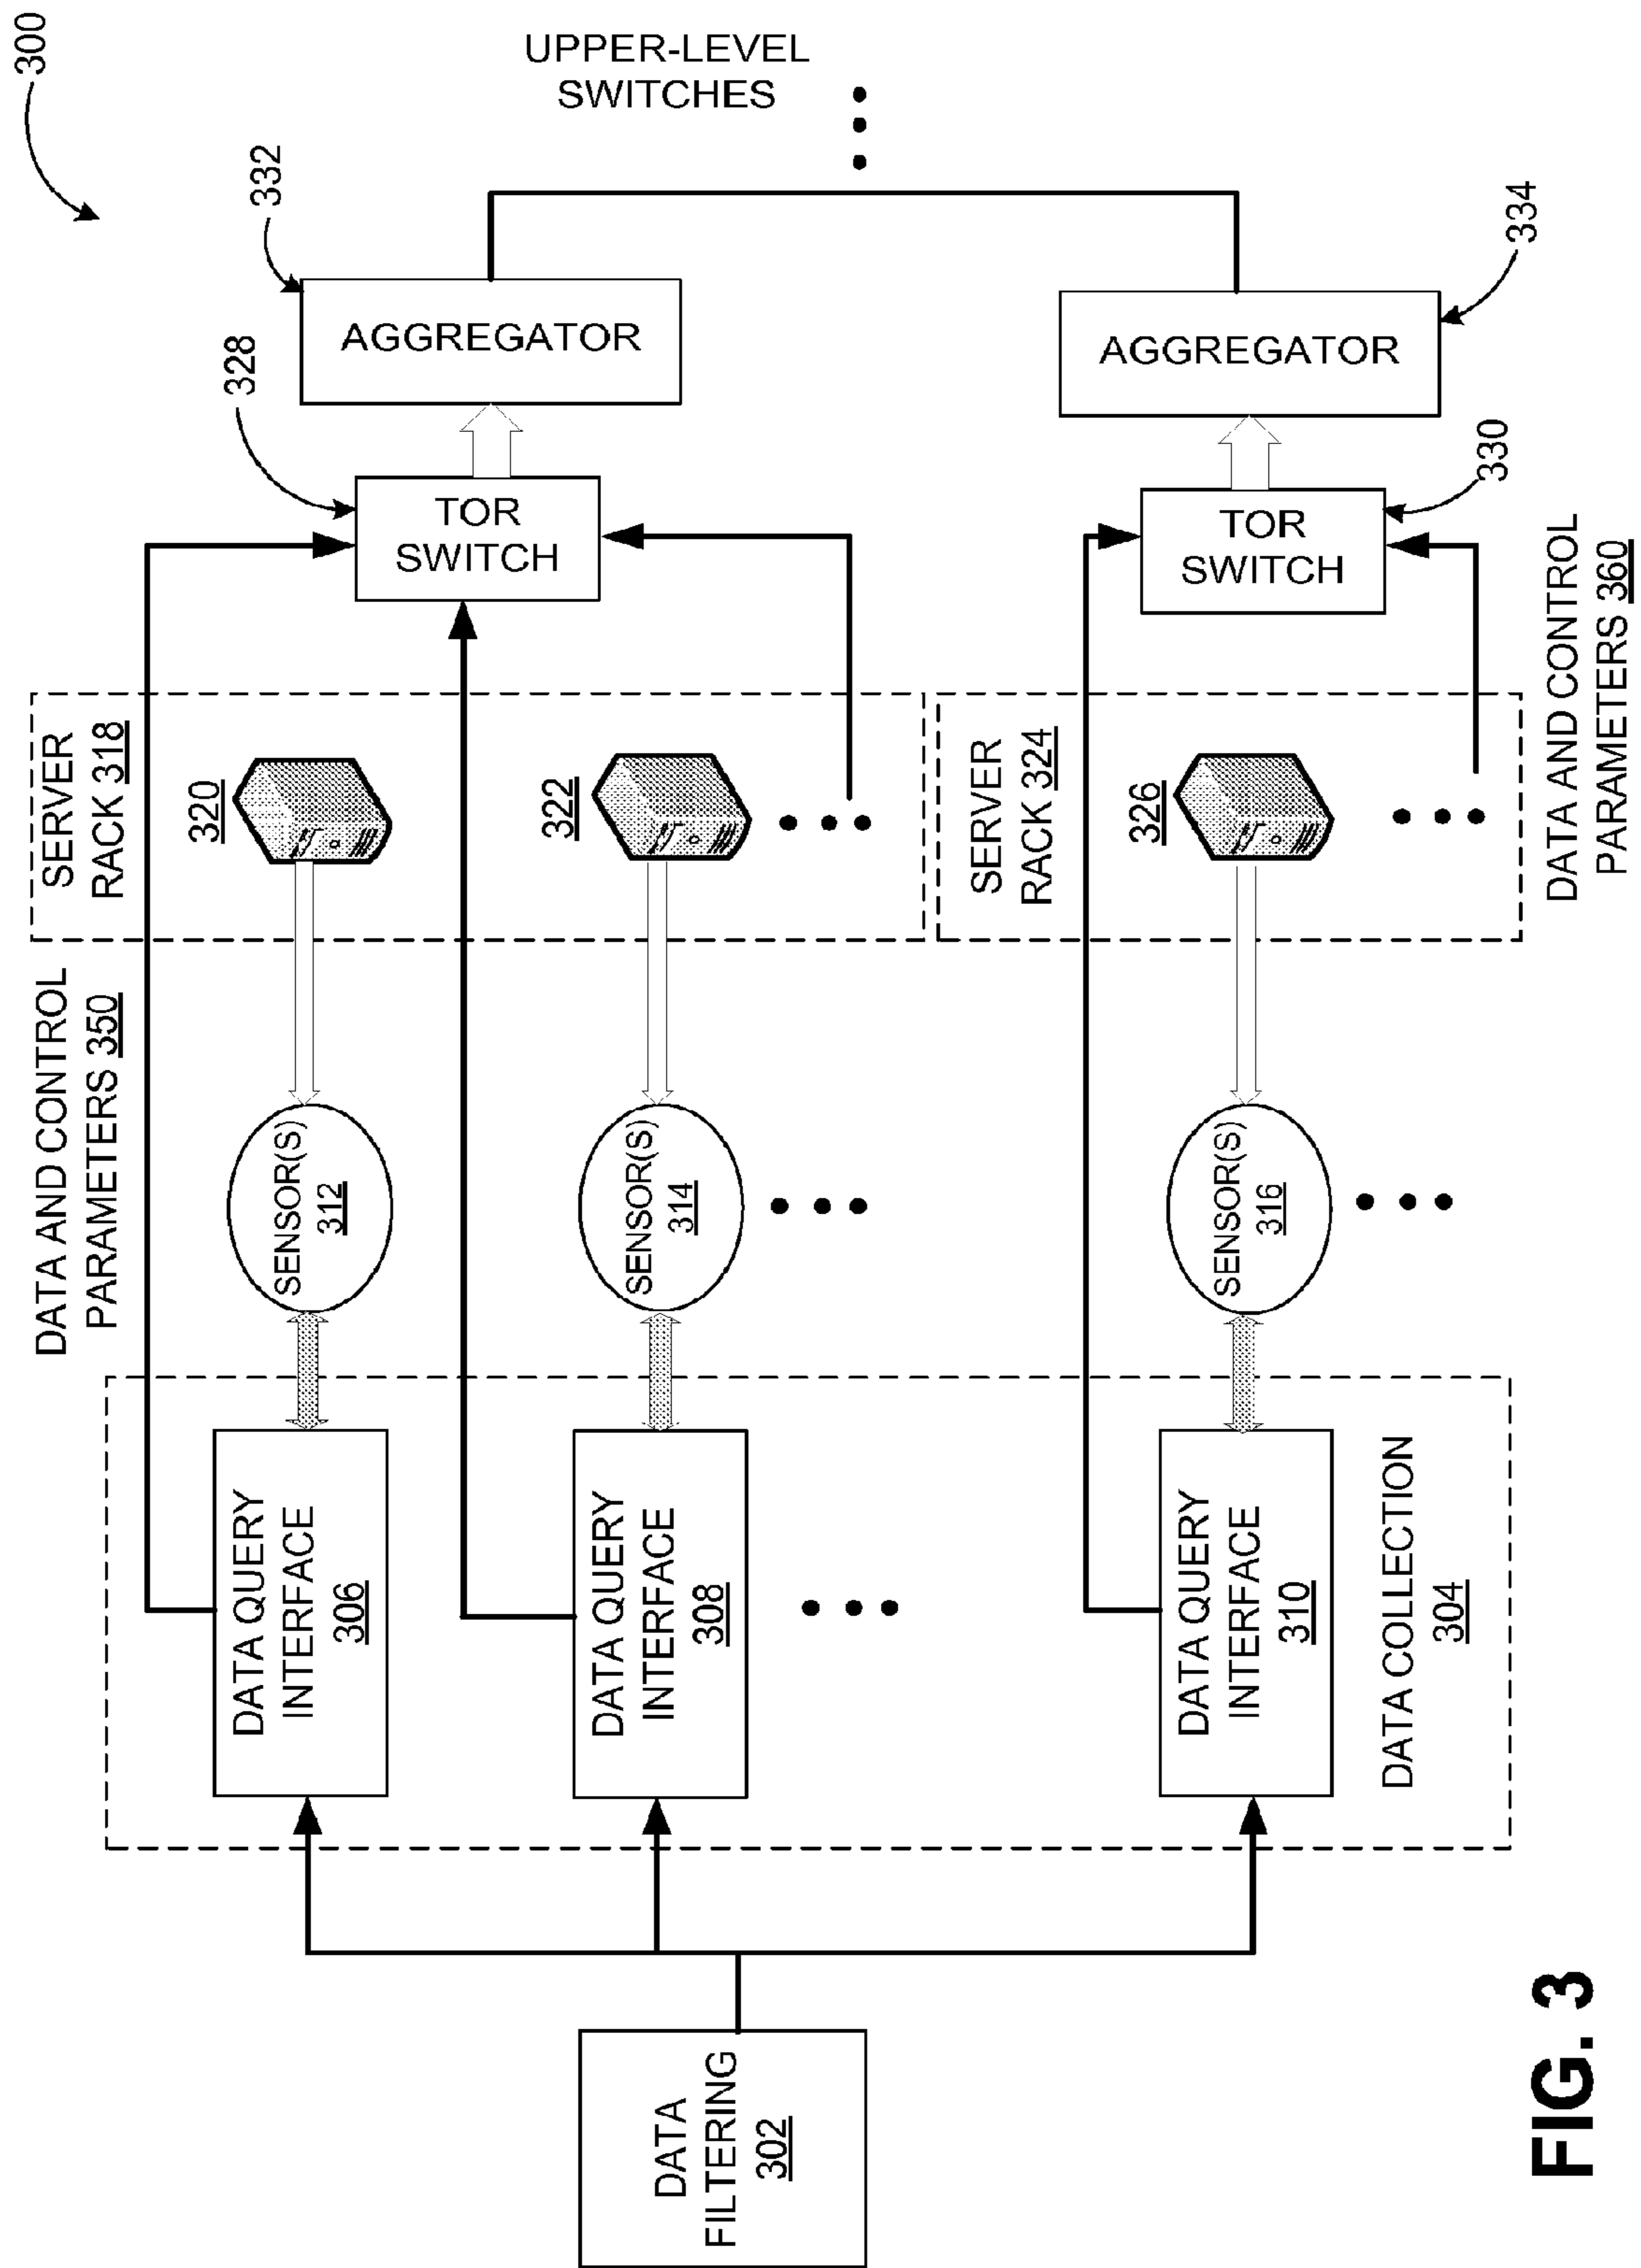 300
UPPER-LEVEL
SWITCHES
332
AGGREGATOR
334
AGGREGATOR
328
TOR
SWITCH
330
TOR
SWITCH
SERVER
RACK 318
320
322
SERVER
RACK 324
326
DATA AND CONTROL
PARAMETERS 360
DATA AND CONTROL
PARAMETERS 350
SENSOR(S)
312
SENSOR(S)
314
SENSOR(S)
316
DATA QUERY
INTERFACE
306
DATA QUERY
INTERFACE
308
DATA QUERY
INTERFACE
310
DATA COLLECTION
304
DATA
FILTERING
302
FIG. 3